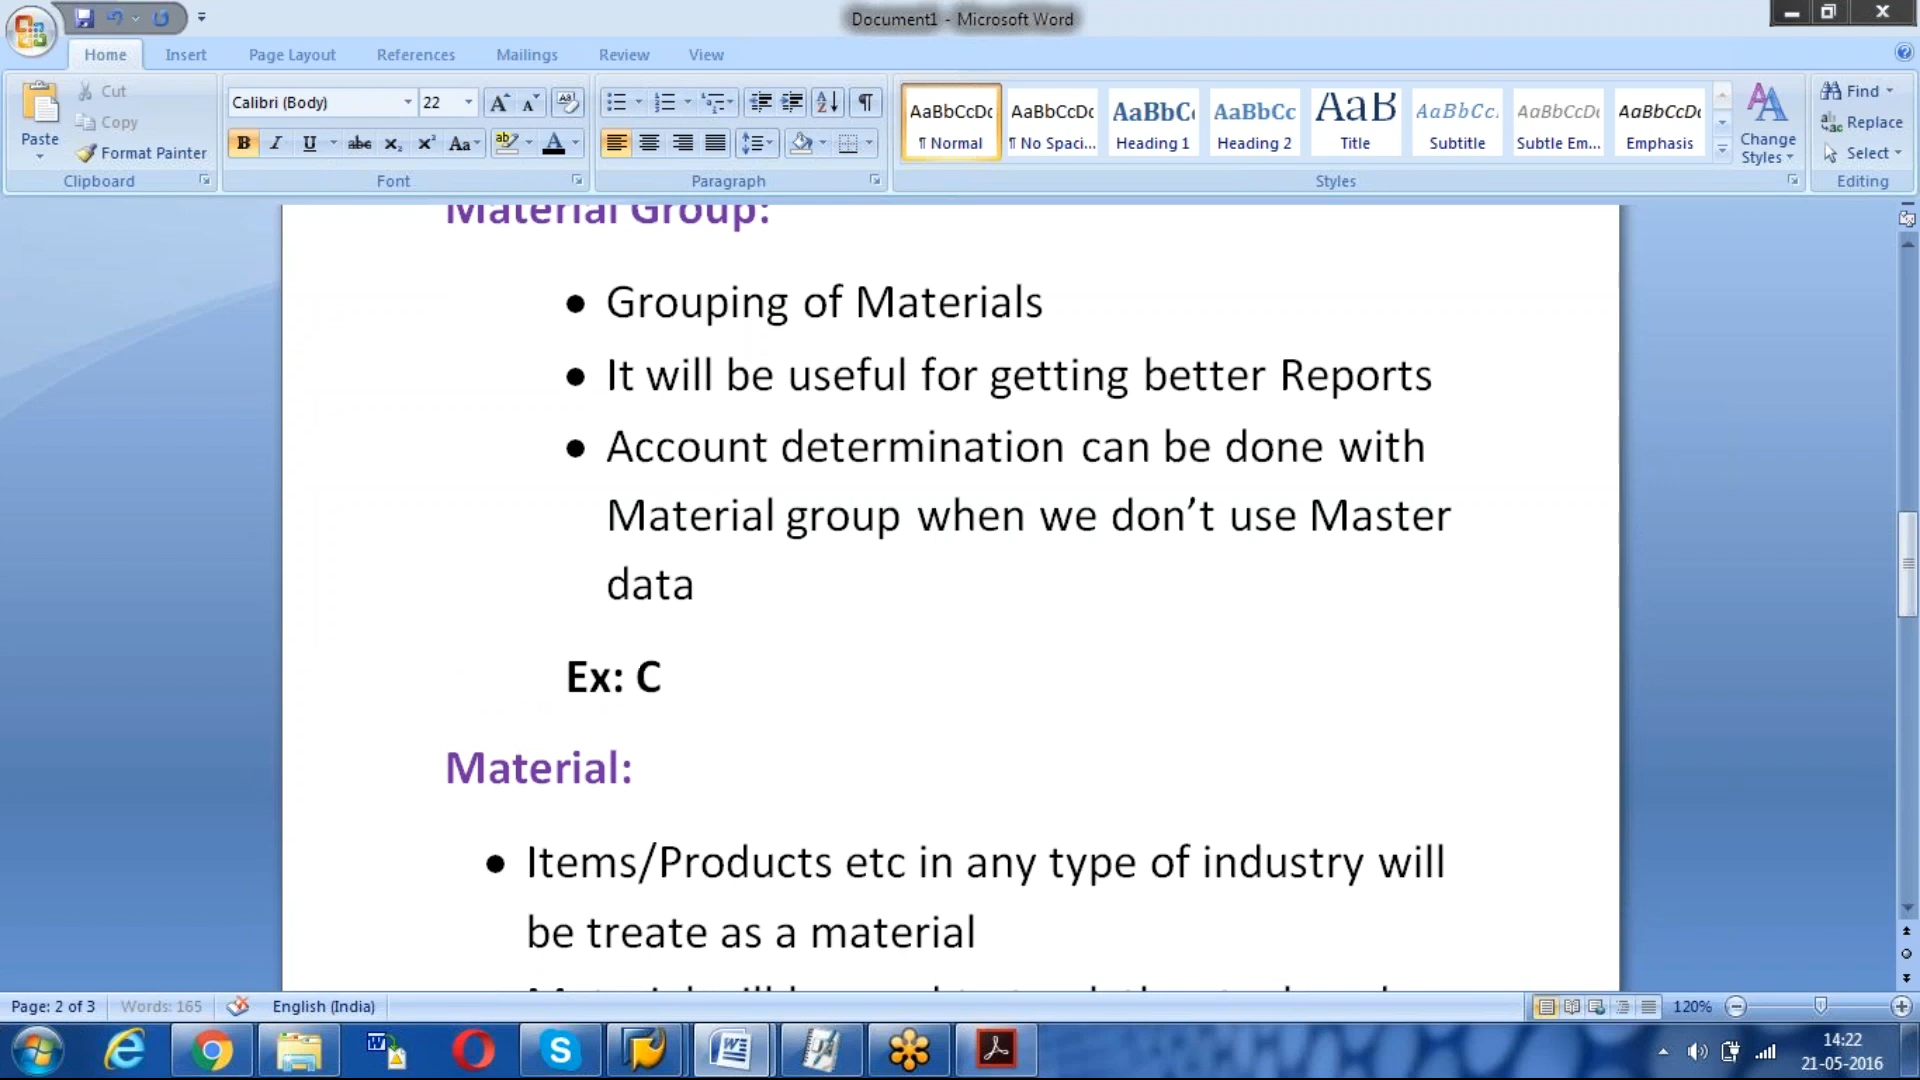 Document1 - Microsoft Word
Home Insert Page Layout References Mailings Review View
Paste
Cut
Copy
Format Painter
Clipboard
Calibri (Body) 22
Font
Paragraph
AaBbCcDc AaBbCcDc AaBbC AaBbCc AaB AaBbCc. AaBbCcDc AaBbCcDc
¶ Normal ¶ No Spaci... Heading 1 Heading 2 Title Subtitle Subtle Em... Emphasis
Styles
Change
Styles
Find
Replace
Select
Editing
Material Group:
• Grouping of Materials
• It will be useful for getting better Reports
• Account determination can be done with
Material group when we don’t use Master
data
Ex: C
Material:
• Items/Products etc in any type of industry will
be treate as a material
Page: 2 of 3 Words: 165 English (India) 120%
14:22
21-05-2016